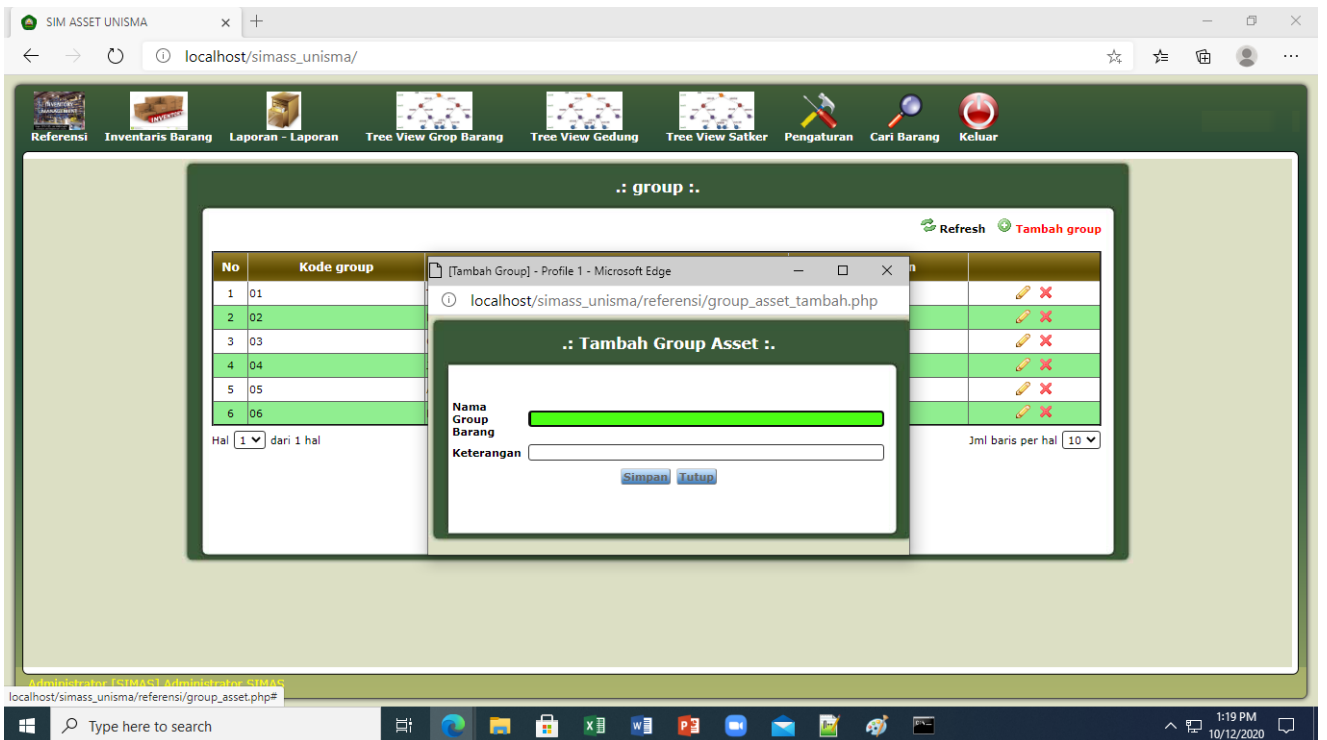 SIM ASSET UNISMA
localhost/simass_unisma/
Referensi Inventaris Barang Laporan - Laporan Tree View Grop Barang Tree View Gedung Tree View Satker Pengaturan Cari Barang Keluar
.: group :.
Refresh Tambah group
No Kode group
1 01
2 02
3 03
4 04
5 05
6 06
Hal 1 dari 1 hal
Jml baris per hal 10
[Tambah Group] - Profile 1 - Microsoft Edge
localhost/simass_unisma/referensi/group_asset_tambah.php
.: Tambah Group Asset :.
Nama
Group
Barang
Keterangan
Simpan Tutup
Administrator [SIMAS] Administrator SIMAS
localhost/simass_unisma/referensi/group_asset.php#
Type here to search
1:19 PM
10/12/2020